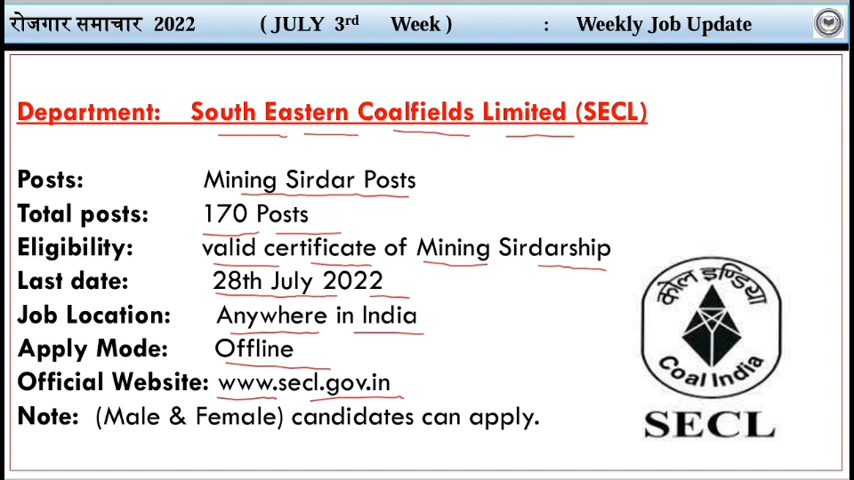 रोजगार समाचार 2022 ( JULY 3rd Week ) : Weekly Job Update
Department: South Eastern Coalfields Limited (SECL)
Posts: Mining Sirdar Posts
Total posts: 170 Posts
Eligibility: valid certificate of Mining Sirdarship
Last date: 28th July 2022
Job Location: Anywhere in India
Apply Mode: Offline
Official Website: www.secl.gov.in
Note: (Male & Female) candidates can apply.
कोल इण्डिया
Coal India
SECL